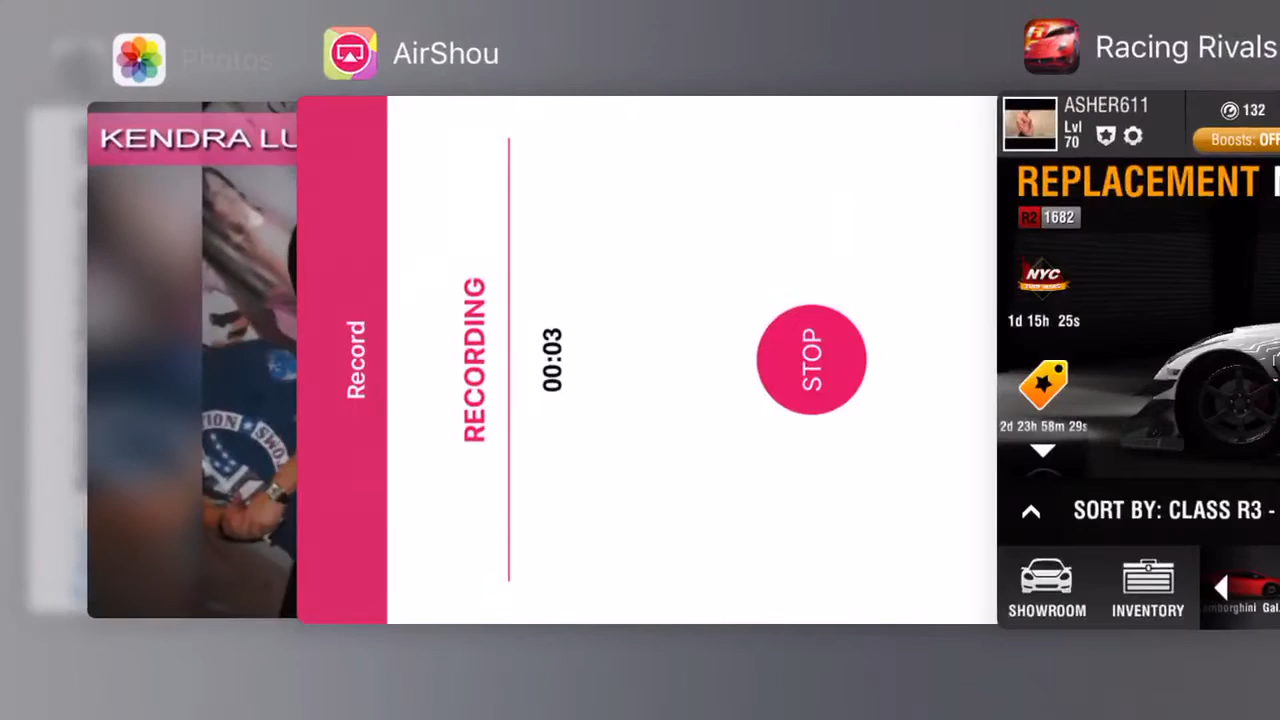 Photos
AirShou
Racing Rivals
KENDRA LU
Record
RECORDING
00:03
STOP
ASHER611
Lvl
70
132
Boosts: OFF
REPLACEMENT
R2 1682
NYC
1d 15h 25s
2d 23h 58m 29s
SORT BY: CLASS R3 -
SHOWROOM
INVENTORY